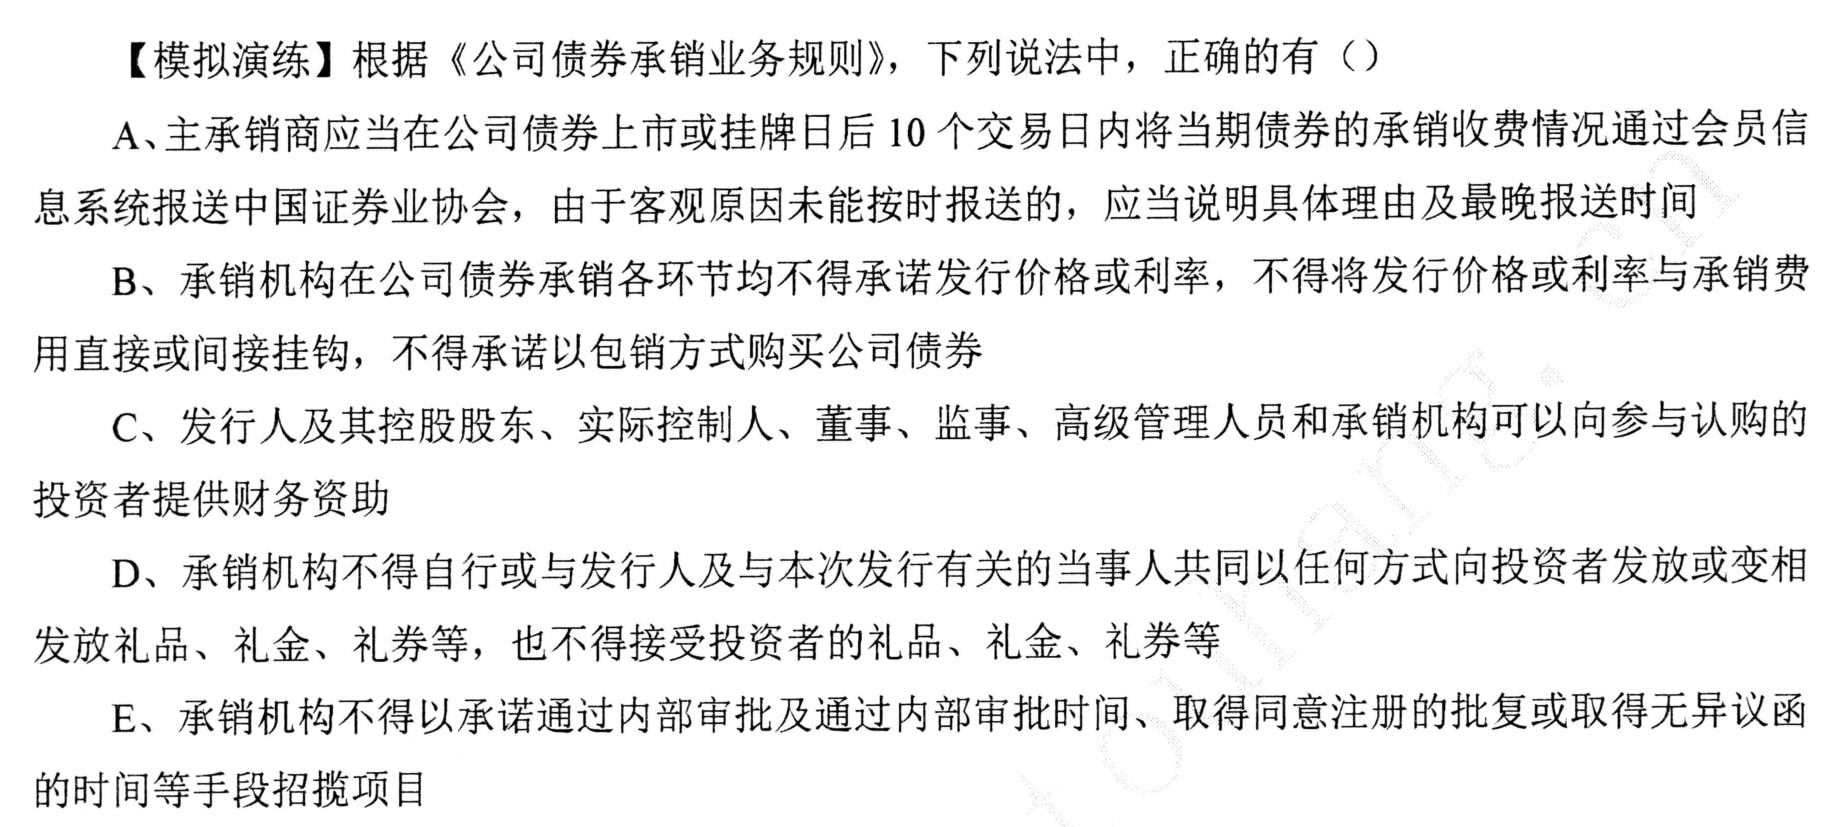 【模拟演练】根据《公司债券承销业务规则》，下列说法中，正确的有（）
A、主承销商应当在公司债券上市或挂牌日后 10 个交易日内将当期债券的承销收费情况通过会员信
息系统报送中国证券业协会，由于客观原因未能按时报送的，应当说明具体理由及最晚报送时间
B、承销机构在公司债券承销各环节均不得承诺发行价格或利率，不得将发行价格或利率与承销费
用直接或间接挂钩，不得承诺以包销方式购买公司债券
C、发行人及其控股股东、实际控制人、董事、监事、高级管理人员和承销机构可以向参与认购的
投资者提供财务资助
D、承销机构不得自行或与发行人及与本次发行有关的当事人共同以任何方式向投资者发放或变相
发放礼品、礼金、礼券等，也不得接受投资者的礼品、礼金、礼券等
E、承销机构不得以承诺通过内部审批及通过内部审批时间、取得同意注册的批复或取得无异议函
的时间等手段招揽项目